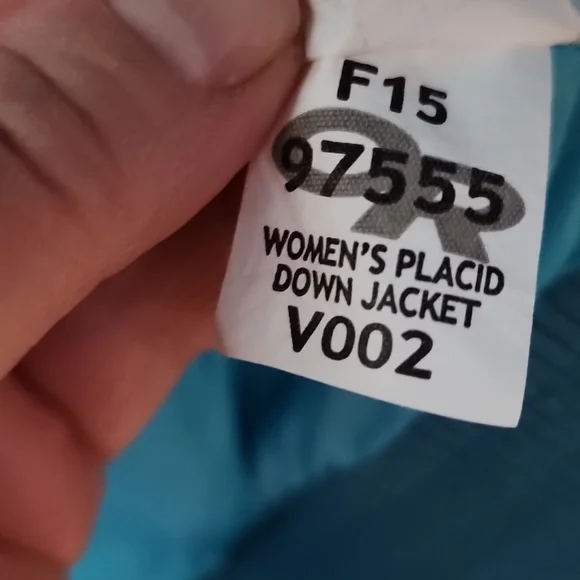 F15
97555
WOMEN'S PLACID
DOWN JACKET
V002